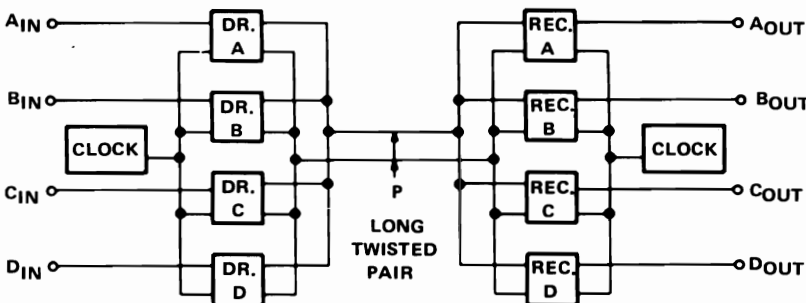 AIN
DR.
A
REC.
A
AOUT
BIN
DR.
B
REC.
B
BOUT
CLOCK
CLOCK
CIN
DR.
C
P
REC.
C
COUT
LONG
TWISTED
PAIR
DIN
DR.
D
REC.
D
DOUT